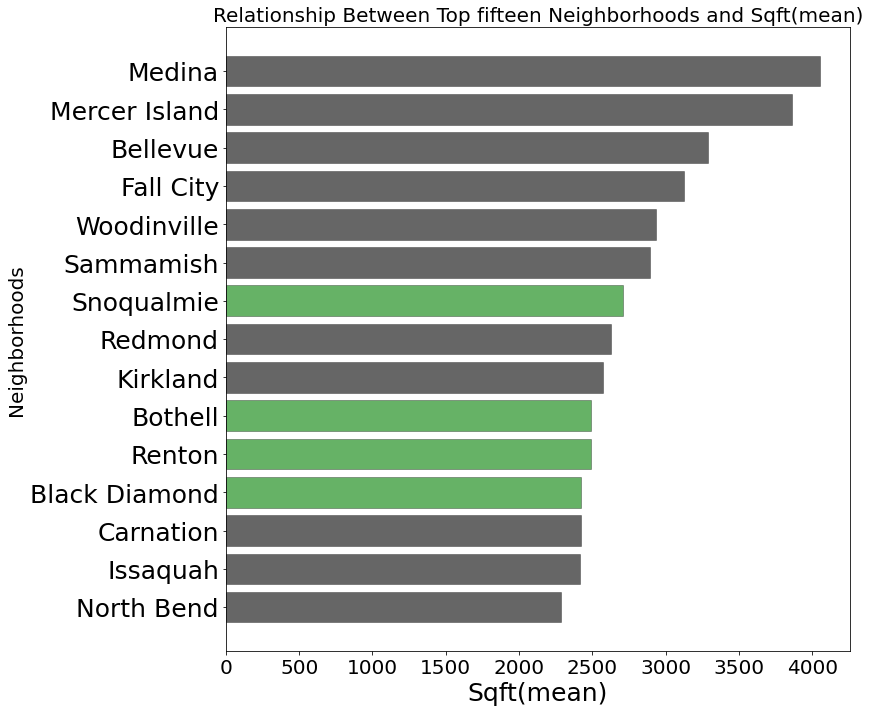 Relationship Between Top fifteen Neighborhoods and Sqft(mean)
Neighborhoods
Medina
Mercer Island
Bellevue
Fall City
Woodinville
Sammamish
Snoqualmie
Redmond
Kirkland
Bothell
Renton
Black Diamond
Carnation
Issaquah
North Bend
0 500 1000 1500 2000 2500 3000 3500 4000
Sqft(mean)